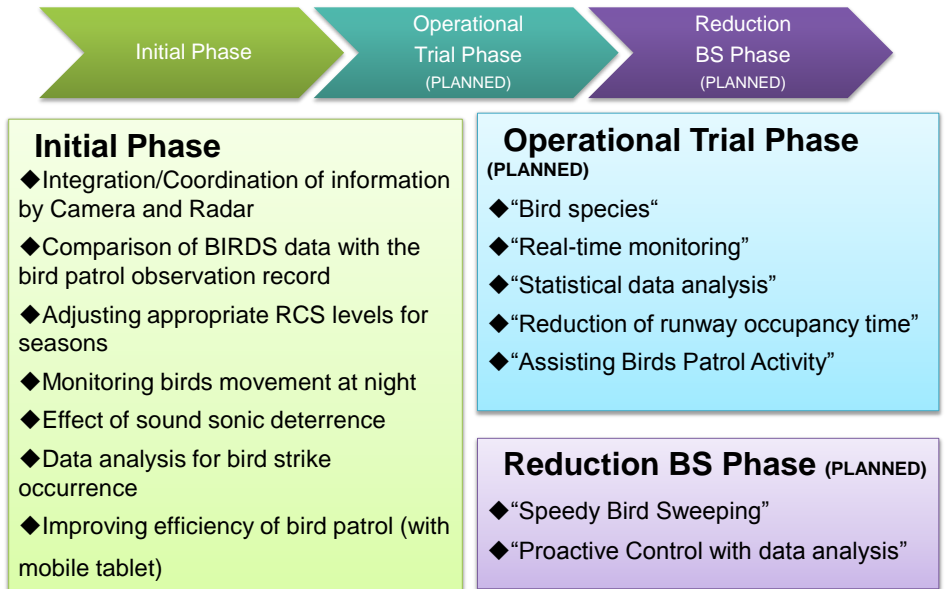 Initial Phase
Operational
Trial Phase
(PLANNED)
Reduction
BS Phase
(PLANNED)
Initial Phase
◆Integration/Coordination of information
by Camera and Radar
◆Comparison of BIRDS data with the
bird patrol observation record
◆Adjusting appropriate RCS levels for
seasons
◆Monitoring birds movement at night
◆Effect of sound sonic deterrence
◆Data analysis for bird strike
occurrence
◆Improving efficiency of bird patrol (with
mobile tablet)
Operational Trial Phase
(PLANNED)
◆“Bird species“
◆“Real-time monitoring”
◆“Statistical data analysis”
◆“Reduction of runway occupancy time”
◆“Assisting Birds Patrol Activity”
Reduction BS Phase (PLANNED)
◆“Speedy Bird Sweeping”
◆“Proactive Control with data analysis”